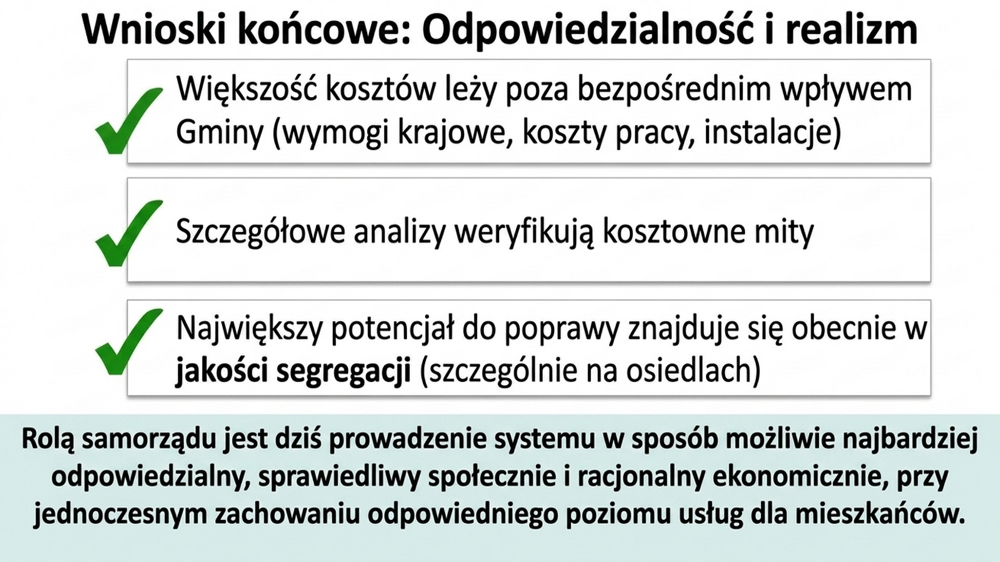 Wnioski końcowe: Odpowiedzialność i realizm
Większość kosztów leży poza bezpośrednim wpływem
Gminy (wymogi krajowe, koszty pracy, instalacje)
Szczegółowe analizy weryfikują kosztowne mity
Największy potencjał do poprawy znajduje się obecnie w
jakości segregacji (szczególnie na osiedlach)
Rolą samorządu jest dziś prowadzenie systemu w sposób możliwie najbardziej
odpowiedzialny, sprawiedliwy społecznie i racjonalny ekonomicznie, przy
jednoczesnym zachowaniu odpowiedniego poziomu usług dla mieszkańców.